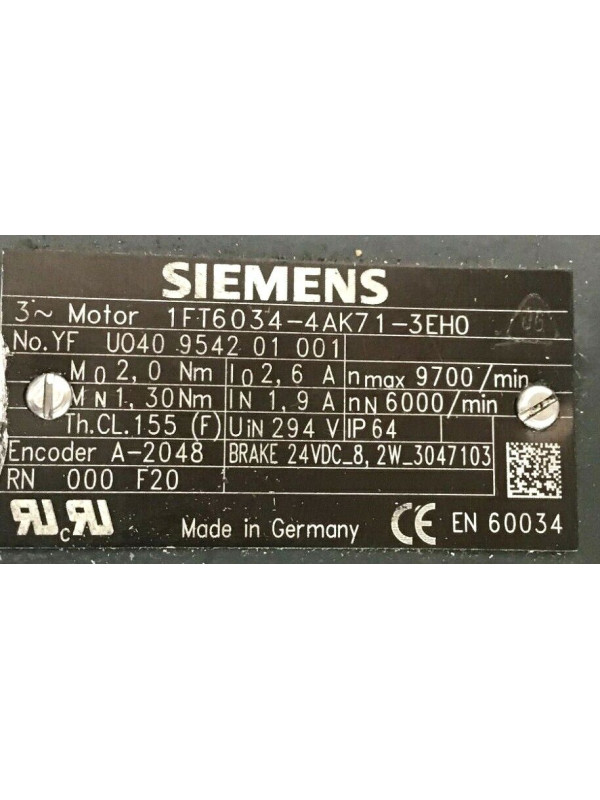 SIEMENS
3~ Motor 1FT6034-4AK71-3EH0
No.YF U040 9542 01 001
M0 2,0 Nm I0 2,6 A nmax 9700/min
MN 1,30Nm IN 1,9 A nN 6000/min
Th.CL.155 (F) UiN 294 V IP 64
Encoder A-2048 BRAKE 24VDC_8,2W_3047103
RN 000 F20
Made in Germany CE EN 60034